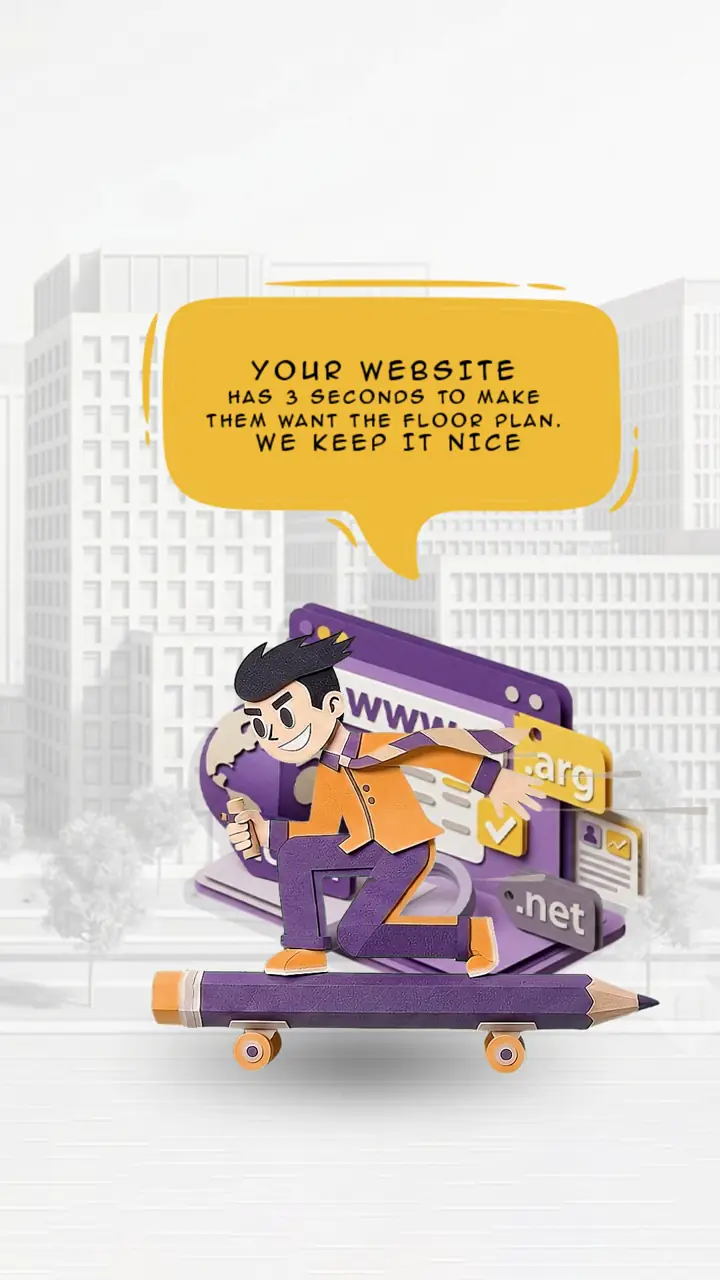 YOUR WEBSITE
HAS 3 SECONDS TO MAKE
THEM WANT THE FLOOR PLAN.
WE KEEP IT NICE
www.
.arg
.net